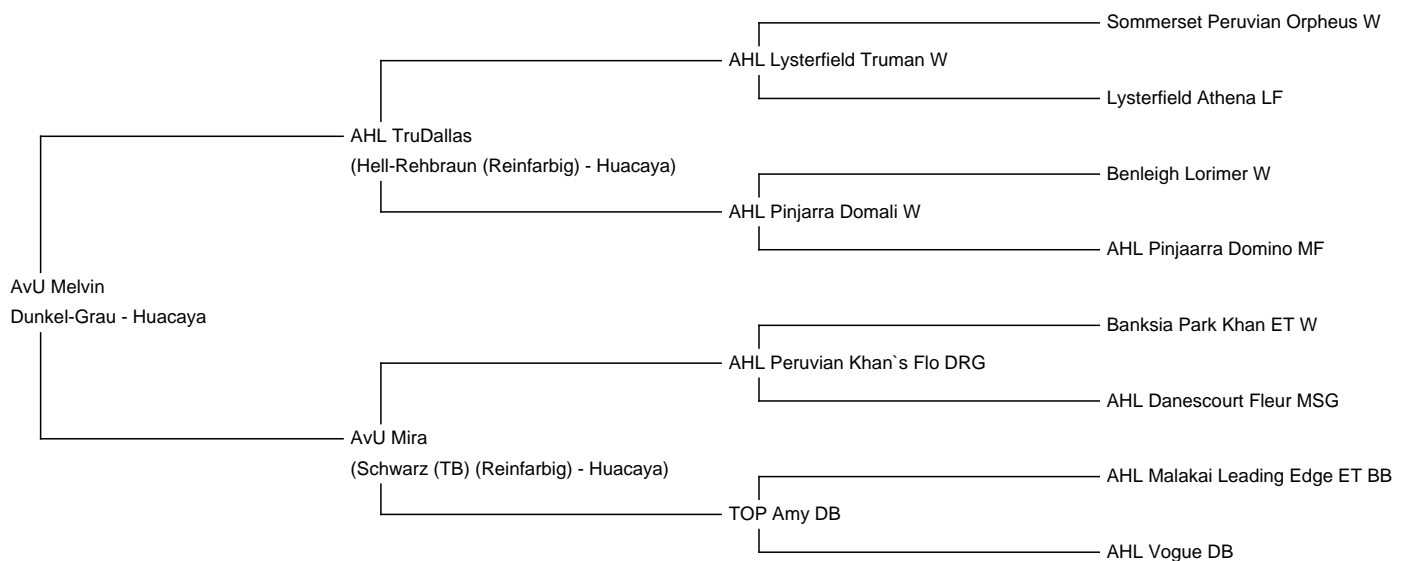 Sommerset Peruvian Orpheus W
AHL Lysterfield Truman W
Lysterfield Athena LF
AHL TruDallas
(Hell-Rehbraun (Reinfarbig) - Huacaya)
Benleigh Lorimer W
AHL Pinjarra Domali W
AHL Pinjaarra Domino MF
AvU Melvin
Dunkel-Grau - Huacaya
Banksia Park Khan ET W
AHL Peruvian Khan`s Flo DRG
AHL Danescourt Fleur MSG
AvU Mira
(Schwarz (TB) (Reinfarbig) - Huacaya)
AHL Malakai Leading Edge ET BB
TOP Amy DB
AHL Vogue DB